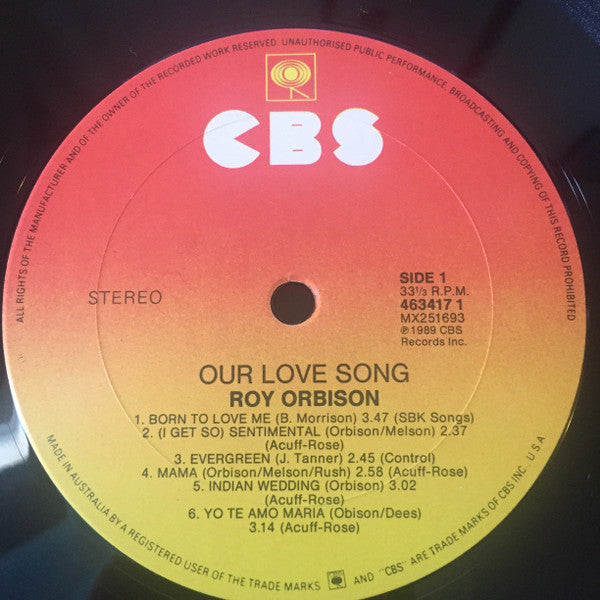 ALL RIGHTS OF THE MANUFACTURER AND OF THE OWNER OF THE RECORDED WORK RESERVED. UNAUTHORISED PUBLIC PERFORMANCE, BROADCASTING AND COPYING OF THIS RECORD PROHIBITED
CBS
STEREO
SIDE 1
33⅓ R.P.M.
463417 1
MX251693
℗ 1989 CBS
Records Inc.
OUR LOVE SONG
ROY ORBISON
1. BORN TO LOVE ME (B. Morrison) 3.47 (SBK Songs)
2. (I GET SO) SENTIMENTAL (Orbison/Melson) 2.37
(Acuff-Rose)
3. EVERGREEN (J. Tanner) 2.45 (Control)
4. MAMA (Orbison/Melson/Rush) 2.58 (Acuff-Rose)
5. INDIAN WEDDING (Orbison) 3.02
(Acuff-Rose)
6. YO TE AMO MARIA (Obison/Dees)
3.14 (Acuff-Rose)
MADE IN AUSTRALIA BY A REGISTERED USER OF THE TRADE MARKS AND "CBS" ARE TRADE MARKS OF CBS INC. U S A